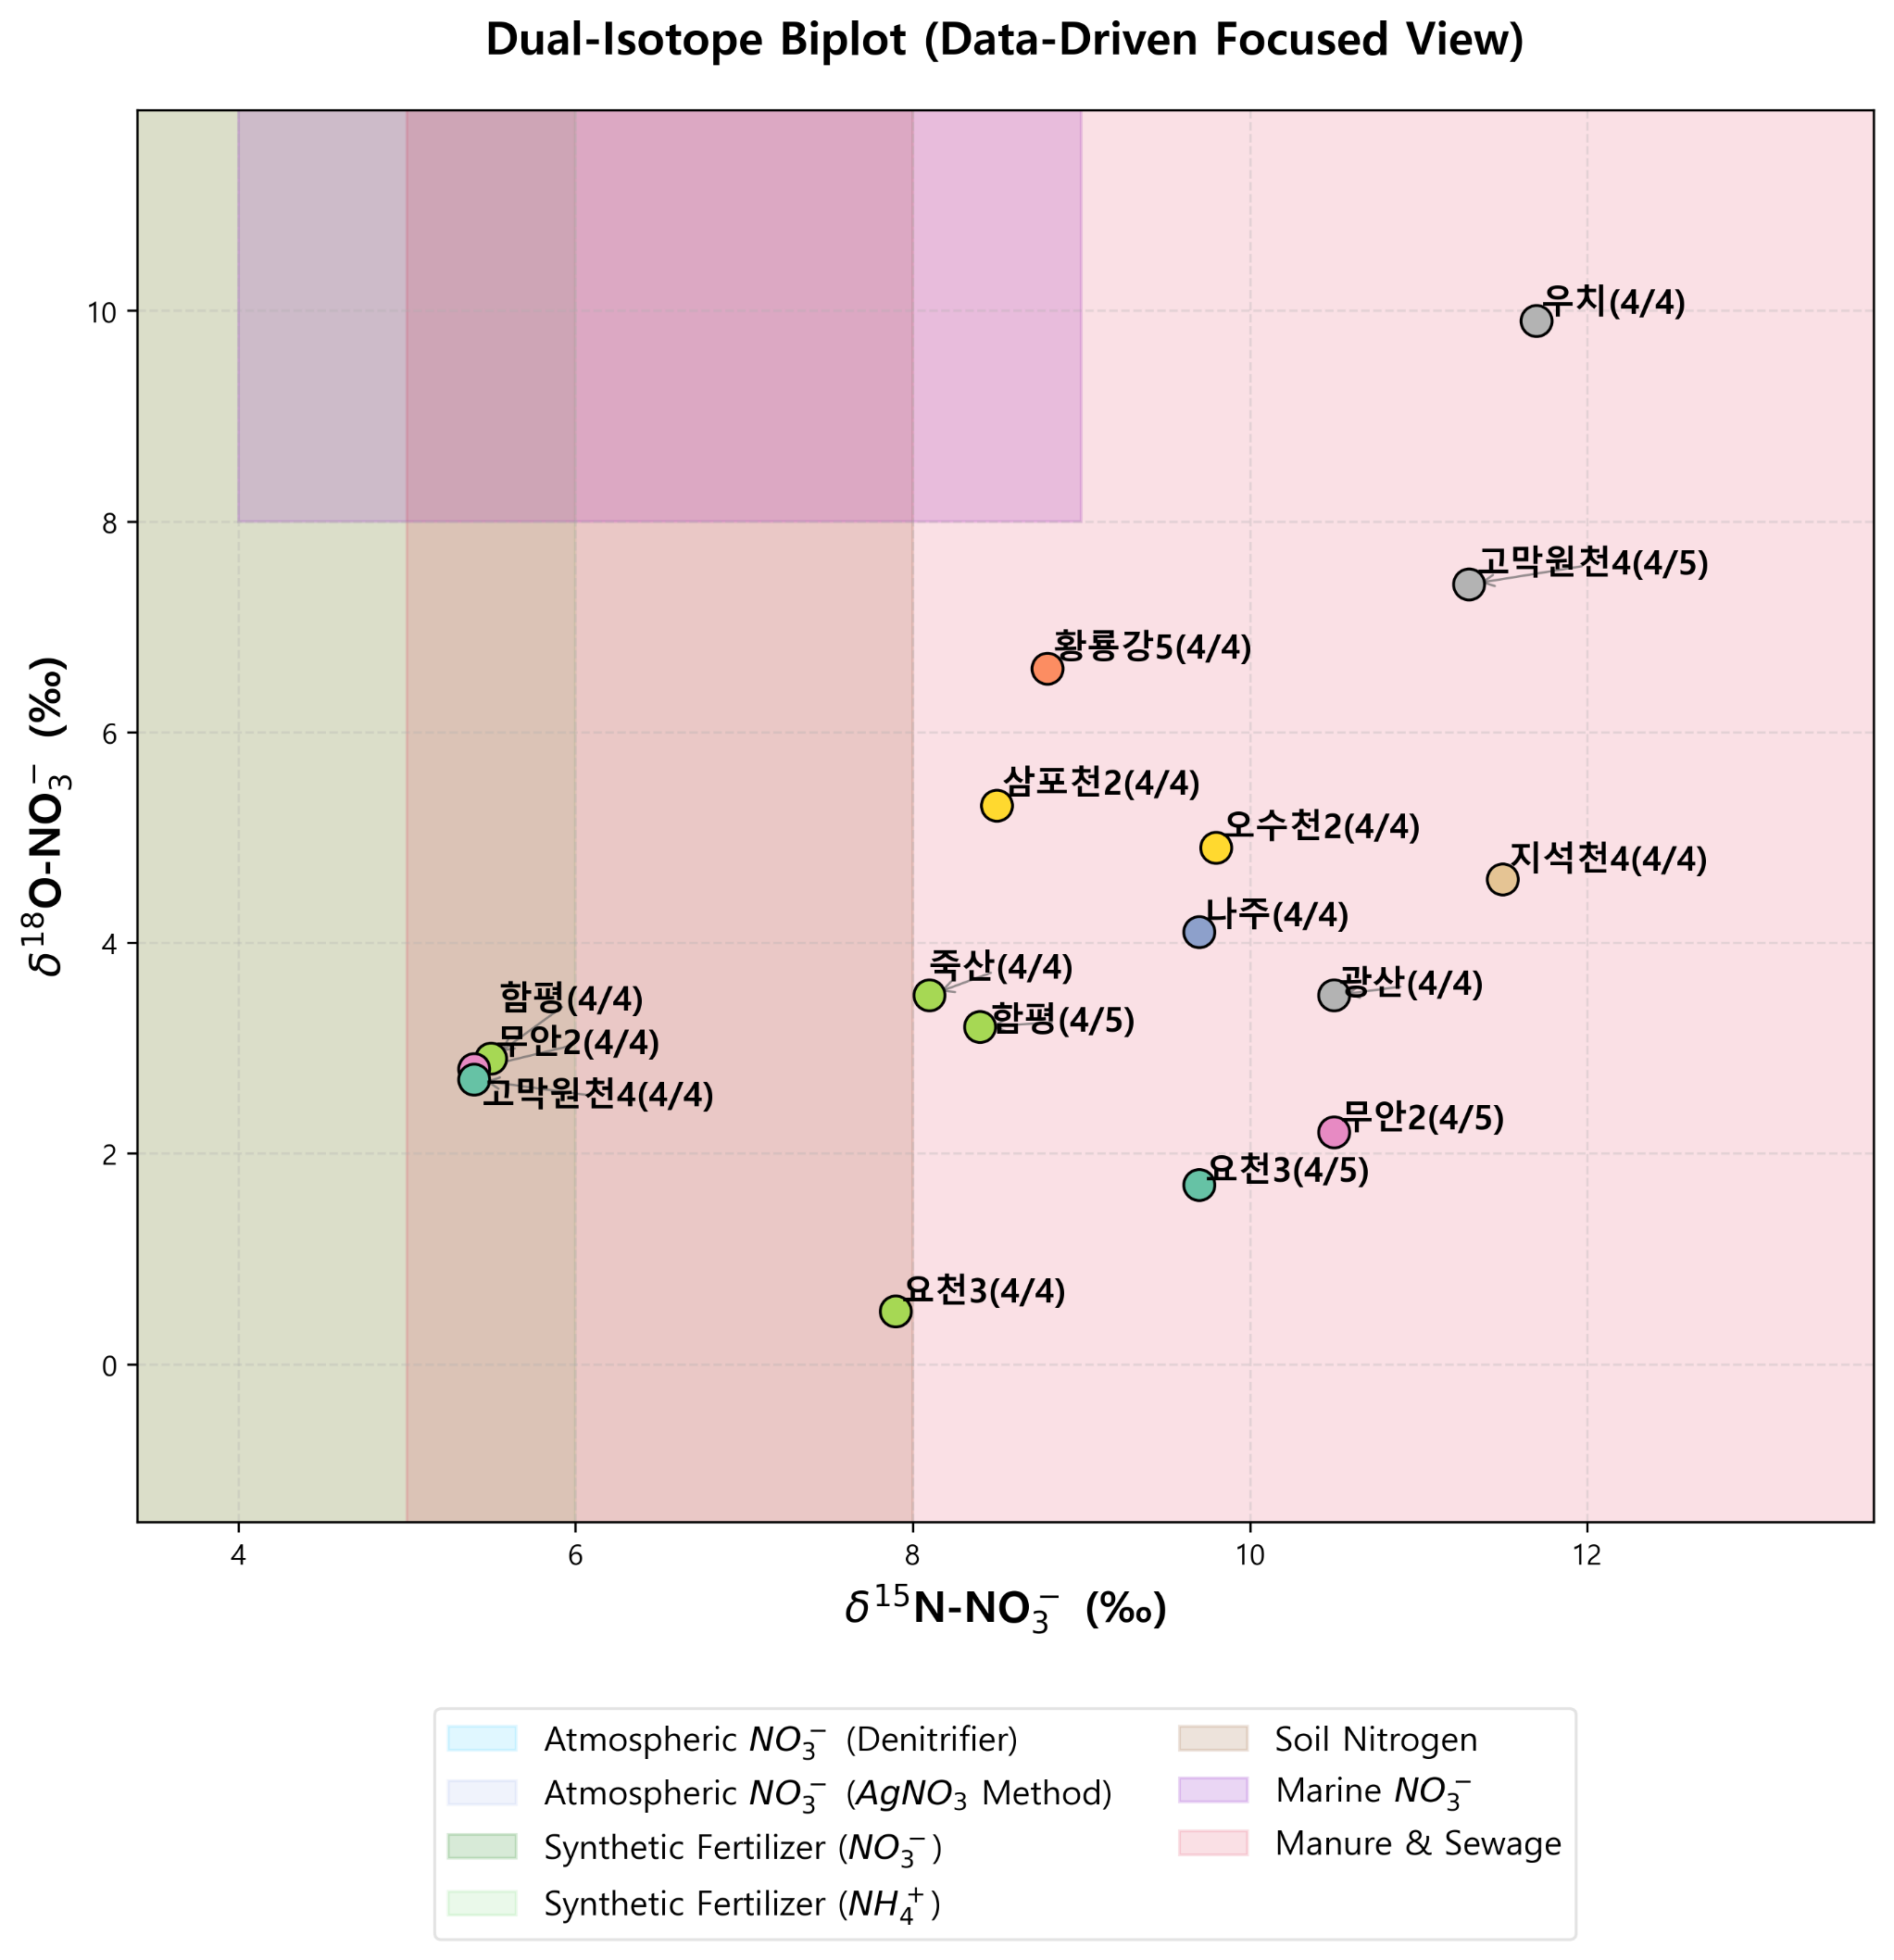 Dual-Isotope Biplot (Data-Driven Focused View)
10
8
6
4
2
0
δ¹⁸O-NO₃⁻ (‰)
우치(4/4)
고막원천4(4/5)
황룡강5(4/4)
삼포천2(4/4)
오수천2(4/4)
지석천4(4/4)
나주(4/4)
죽산(4/4)
광산(4/4)
함평(4/4)
함평(4/5)
무안2(4/4)
고막원천4(4/4)
무안2(4/5)
요천3(4/5)
요천3(4/4)
4 6 8 10 12
δ¹⁵N-NO₃⁻ (‰)
Atmospheric NO₃⁻ (Denitrifier)
Atmospheric NO₃⁻ (AgNO₃ Method)
Synthetic Fertilizer (NO₃⁻)
Synthetic Fertilizer (NH₄⁺)
Soil Nitrogen
Marine NO₃⁻
Manure & Sewage